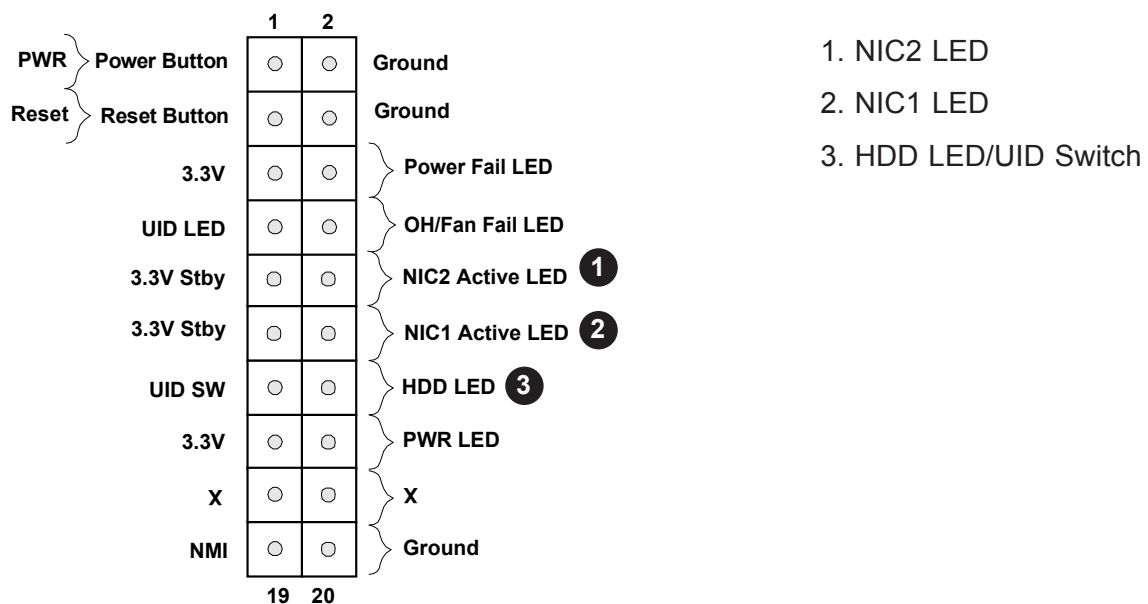 1 2
PWR Power Button Ground
Reset Reset Button Ground
3.3V Power Fail LED
UID LED OH/Fan Fail LED
3.3V Stby NIC2 Active LED 1
3.3V Stby NIC1 Active LED 2
UID SW HDD LED 3
3.3V PWR LED
X X
NMI Ground
19 20
1. NIC2 LED
2. NIC1 LED
3. HDD LED/UID Switch